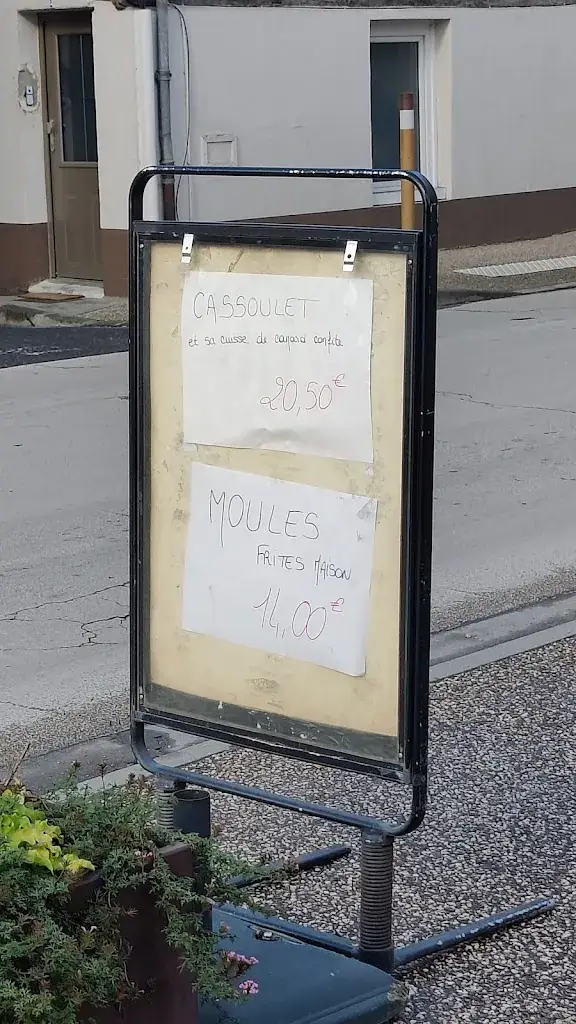 CASSOULET
et sa cuisse de canard confite
20,50€
MOULES
FRITES MAISON
14,00€